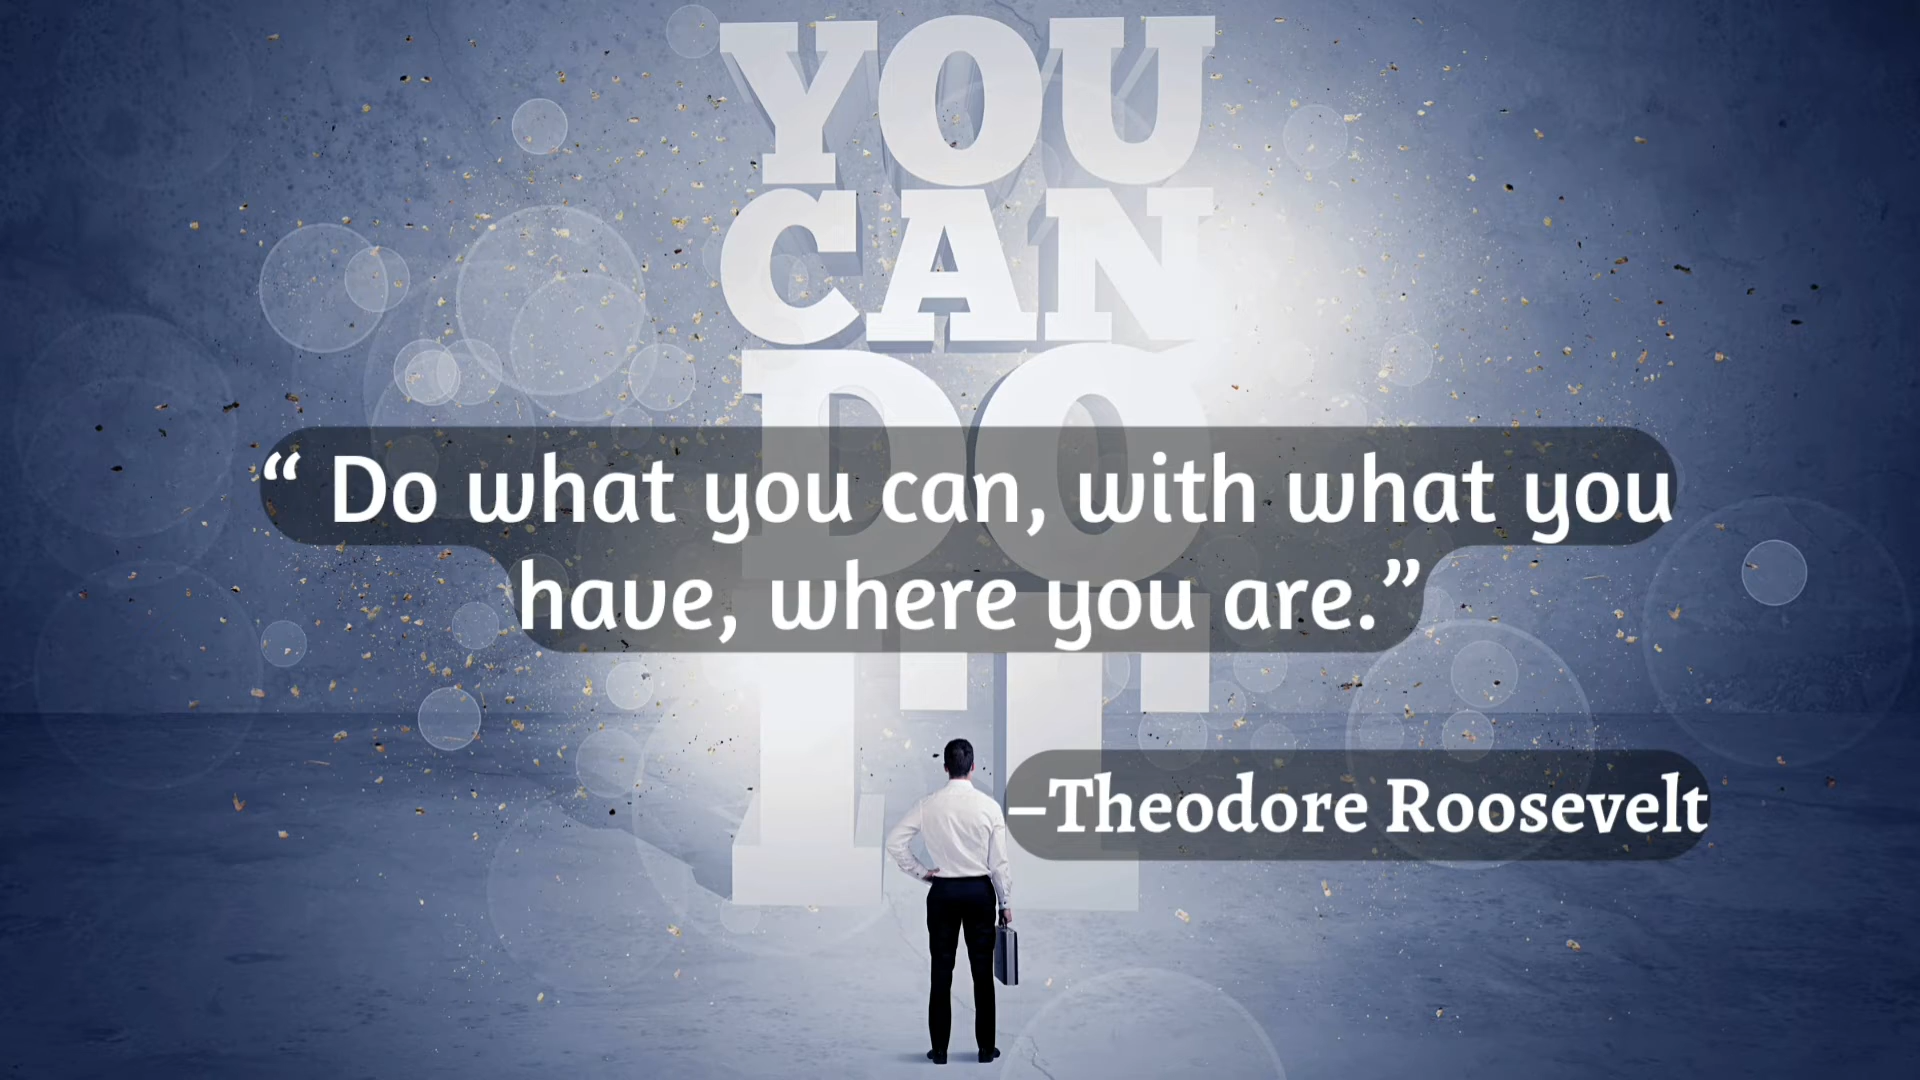 YOU
CAN
DO
“ Do what you can, with what you
have, where you are.”
IT
–Theodore Roosevelt